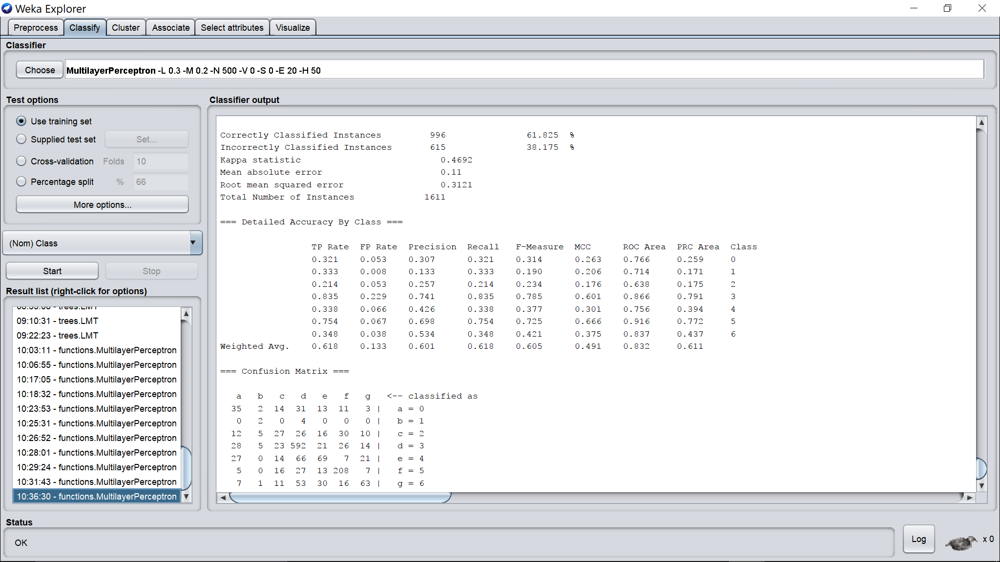 Weka Explorer
Preprocess Classify Cluster Associate Select attributes Visualize
Classifier
Choose MultilayerPerceptron -L 0.3 -M 0.2 -N 500 -V 0 -S 0 -E 20 -H 50
Test options
Use training set
Supplied test set Set...
Cross-validation Folds 10
Percentage split % 66
More options...
(Nom) Class
Start Stop
Result list (right-click for options)
09:10:31 - trees.LMT
09:22:23 - trees.LMT
10:03:11 - functions.MultilayerPerceptron
10:06:55 - functions.MultilayerPerceptron
10:17:05 - functions.MultilayerPerceptron
10:18:32 - functions.MultilayerPerceptron
10:23:53 - functions.MultilayerPerceptron
10:25:31 - functions.MultilayerPerceptron
10:26:52 - functions.MultilayerPerceptron
10:28:01 - functions.MultilayerPerceptron
10:29:24 - functions.MultilayerPerceptron
10:31:43 - functions.MultilayerPerceptron
10:36:30 - functions.MultilayerPerceptron
Classifier output
Correctly Classified Instances 996 61.825 %
Incorrectly Classified Instances 615 38.175 %
Kappa statistic 0.4692
Mean absolute error 0.11
Root mean squared error 0.3121
Total Number of Instances 1611
=== Detailed Accuracy By Class ===
TP Rate FP Rate Precision Recall F-Measure MCC ROC Area PRC Area Class
0.321 0.053 0.307 0.321 0.314 0.263 0.766 0.259 0
0.333 0.008 0.133 0.333 0.190 0.206 0.714 0.171 1
0.214 0.053 0.257 0.214 0.234 0.176 0.638 0.175 2
0.835 0.229 0.741 0.835 0.785 0.601 0.866 0.791 3
0.338 0.066 0.426 0.338 0.377 0.301 0.756 0.394 4
0.754 0.067 0.698 0.754 0.725 0.666 0.916 0.772 5
0.348 0.038 0.534 0.348 0.421 0.375 0.837 0.437 6
Weighted Avg. 0.618 0.133 0.601 0.618 0.605 0.491 0.832 0.611
=== Confusion Matrix ===
a b c d e f g <-- classified as
35 2 14 31 13 11 3 | a = 0
0 2 0 4 0 0 0 | b = 1
12 5 27 26 16 30 10 | c = 2
28 5 23 592 21 26 14 | d = 3
27 0 14 66 69 7 21 | e = 4
5 0 16 27 13 208 7 | f = 5
7 1 11 53 30 16 63 | g = 6
Status
OK
Log
x 0